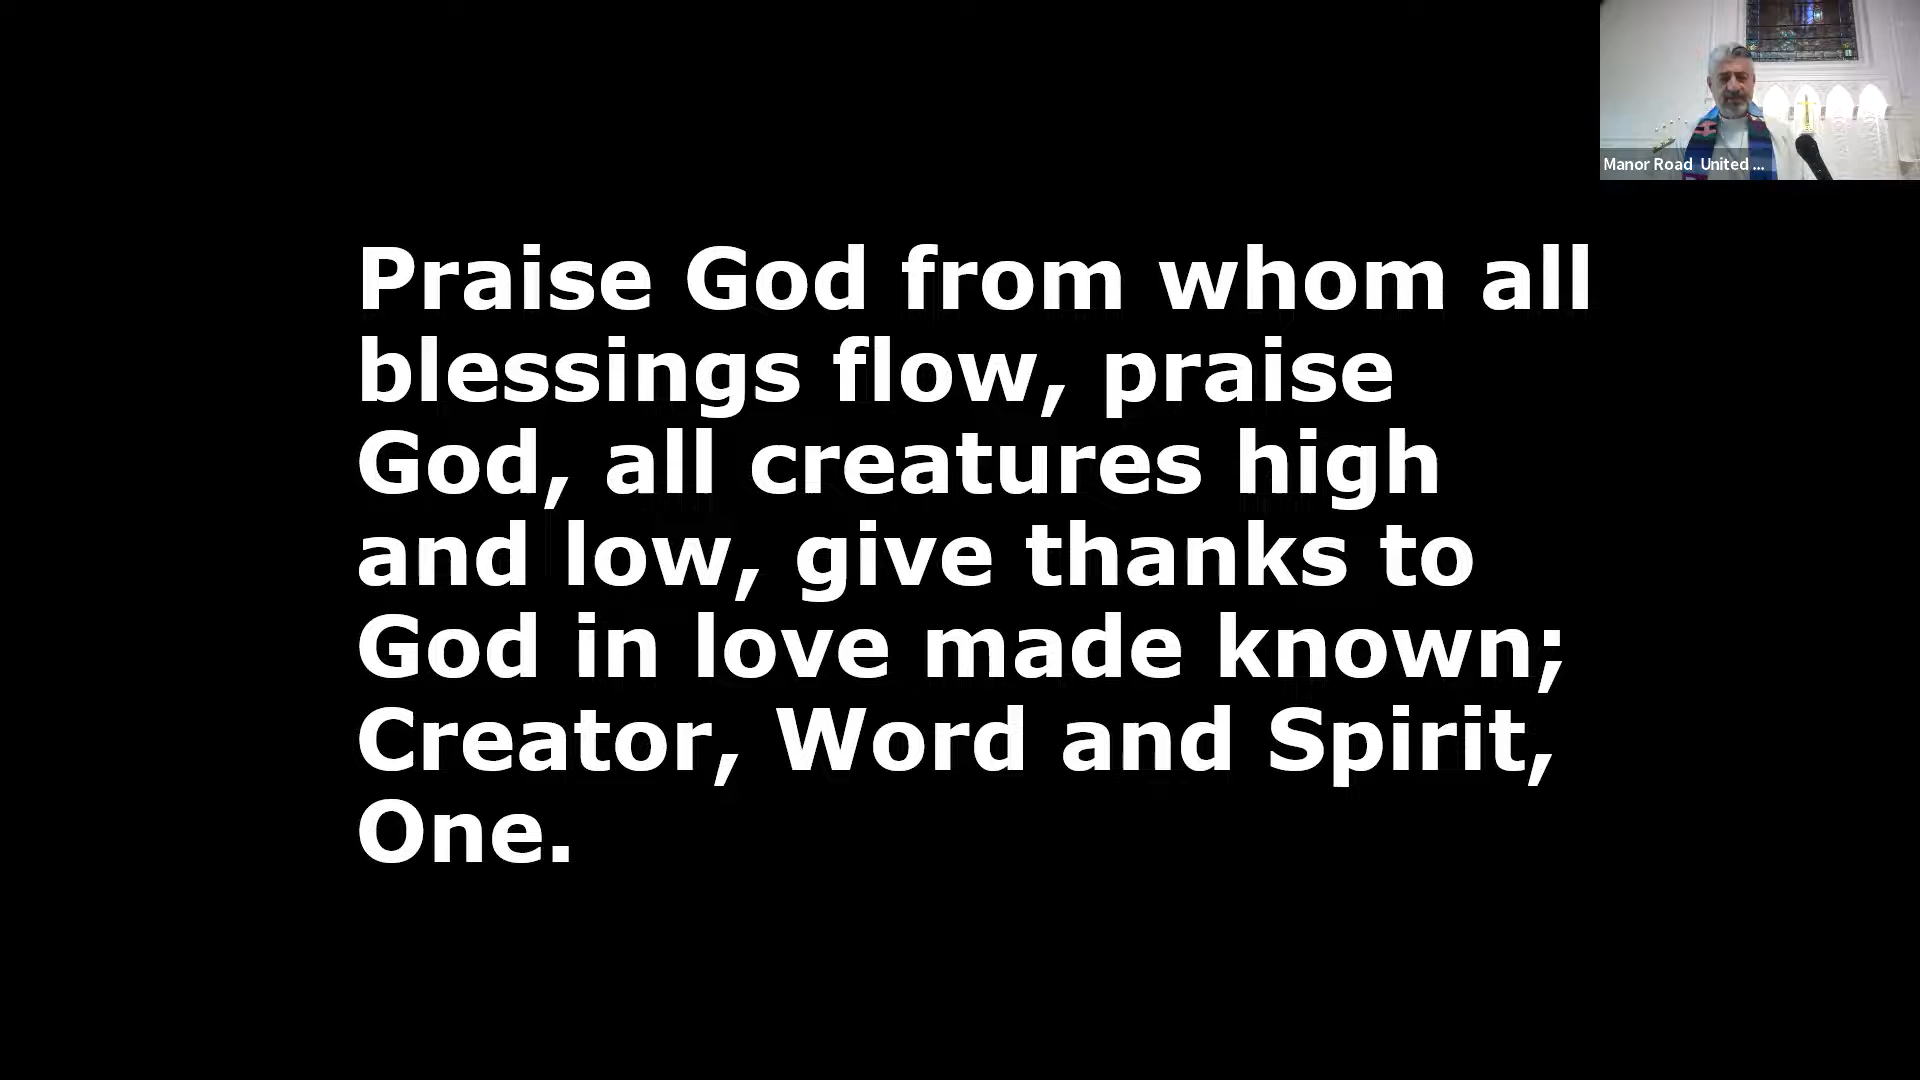 Manor Road United ...
Praise God from whom all
blessings flow, praise
God, all creatures high
and low, give thanks to
God in love made known;
Creator, Word and Spirit,
One.